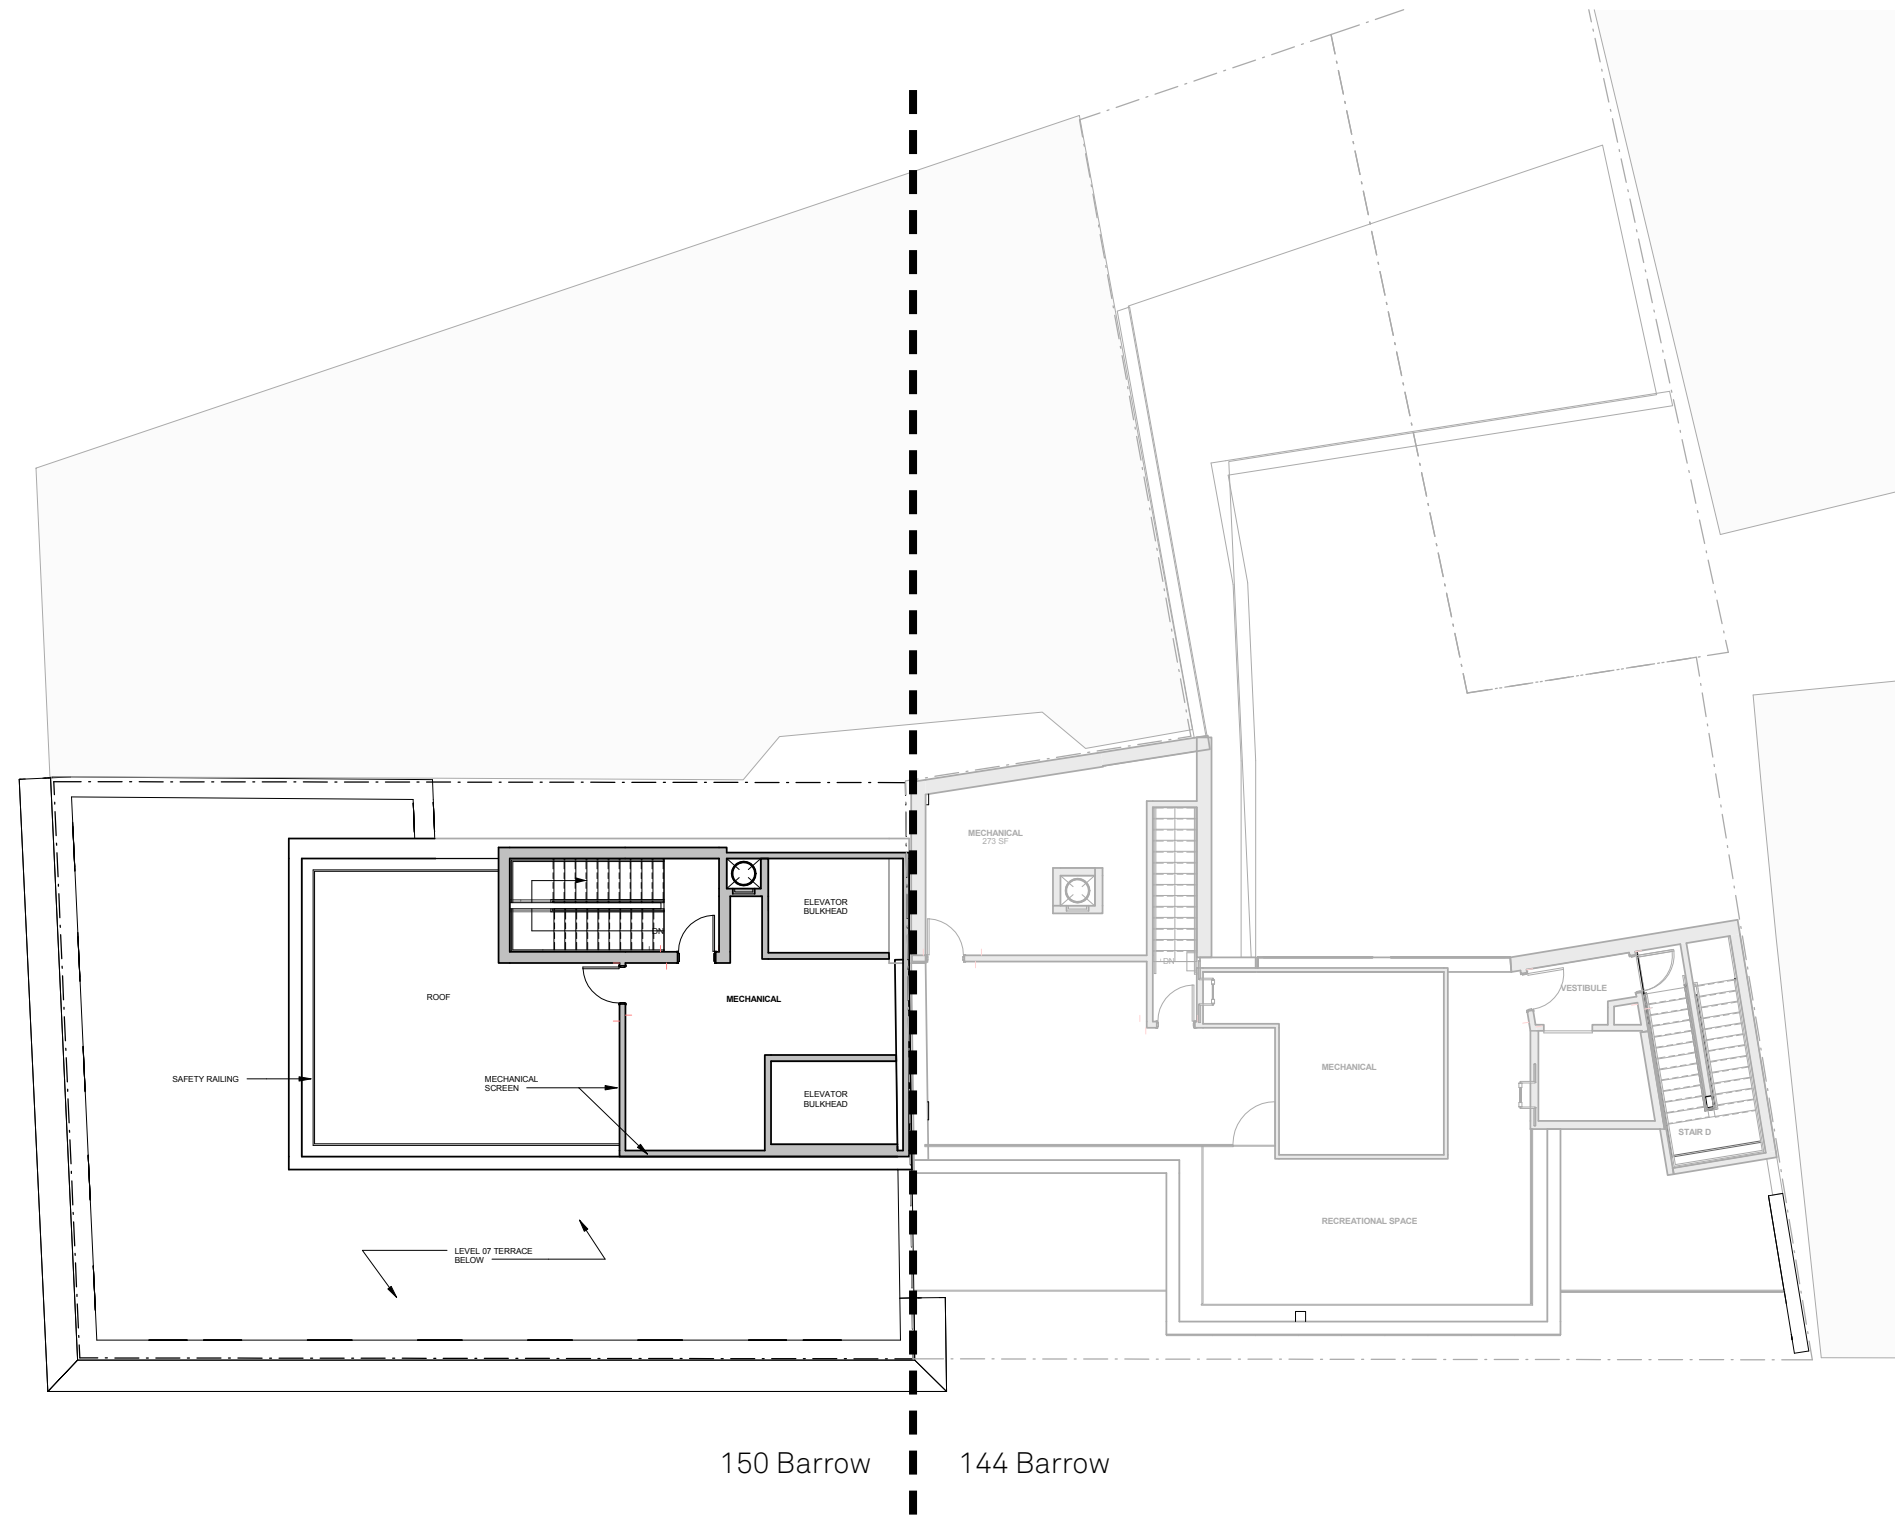 MECHANICAL
273 SF
ELEVATOR
BULKHEAD
DN
DN
ROOF
MECHANICAL
VESTIBULE
SAFETY RAILING
MECHANICAL
SCREEN
ELEVATOR
BULKHEAD
MECHANICAL
STAIR D
RECREATIONAL SPACE
LEVEL 07 TERRACE
BELOW
150 Barrow
144 Barrow